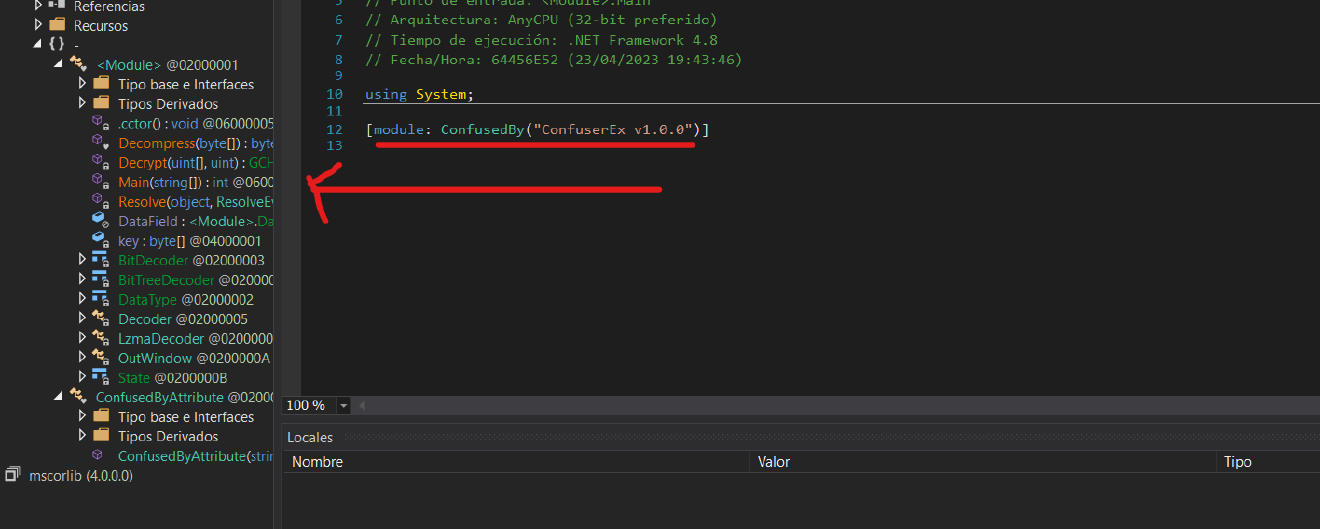 Referencias
Recursos
-
<Module> @02000001
Tipo base e Interfaces
Tipos Derivados
.cctor() : void @06000005
Decompress(byte[]) : byte
Decrypt(uint[], uint) : GCH
Main(string[]) : int @0600
Resolve(object, ResolveEv
DataField : <Module>.Da
key : byte[] @04000001
BitDecoder @02000003
BitTreeDecoder @020000
DataType @02000002
Decoder @02000005
LzmaDecoder @0200000
OutWindow @0200000A
State @0200000B
ConfusedByAttribute @0200
Tipo base e Interfaces
Tipos Derivados
ConfusedByAttribute(strin
mscorlib (4.0.0.0)
5 // Punto de entrada: <Module>.Main
6 // Arquitectura: AnyCPU (32-bit preferido)
7 // Tiempo de ejecución: .NET Framework 4.8
8 // Fecha/Hora: 64456E52 (23/04/2023 19:43:46)
9
10 using System;
11
12 [module: ConfusedBy("ConfuserEx v1.0.0")]
13
100 %
Locales
Nombre Valor Tipo